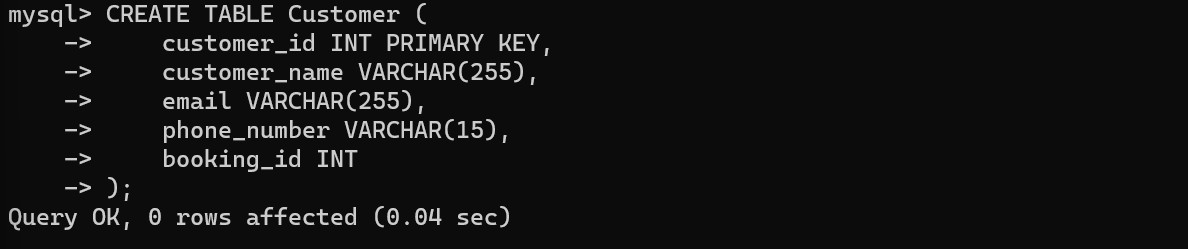 mysql> CREATE TABLE Customer (
    ->     customer_id INT PRIMARY KEY,
    ->     customer_name VARCHAR(255),
    ->     email VARCHAR(255),
    ->     phone_number VARCHAR(15),
    ->     booking_id INT
    -> );
Query OK, 0 rows affected (0.04 sec)